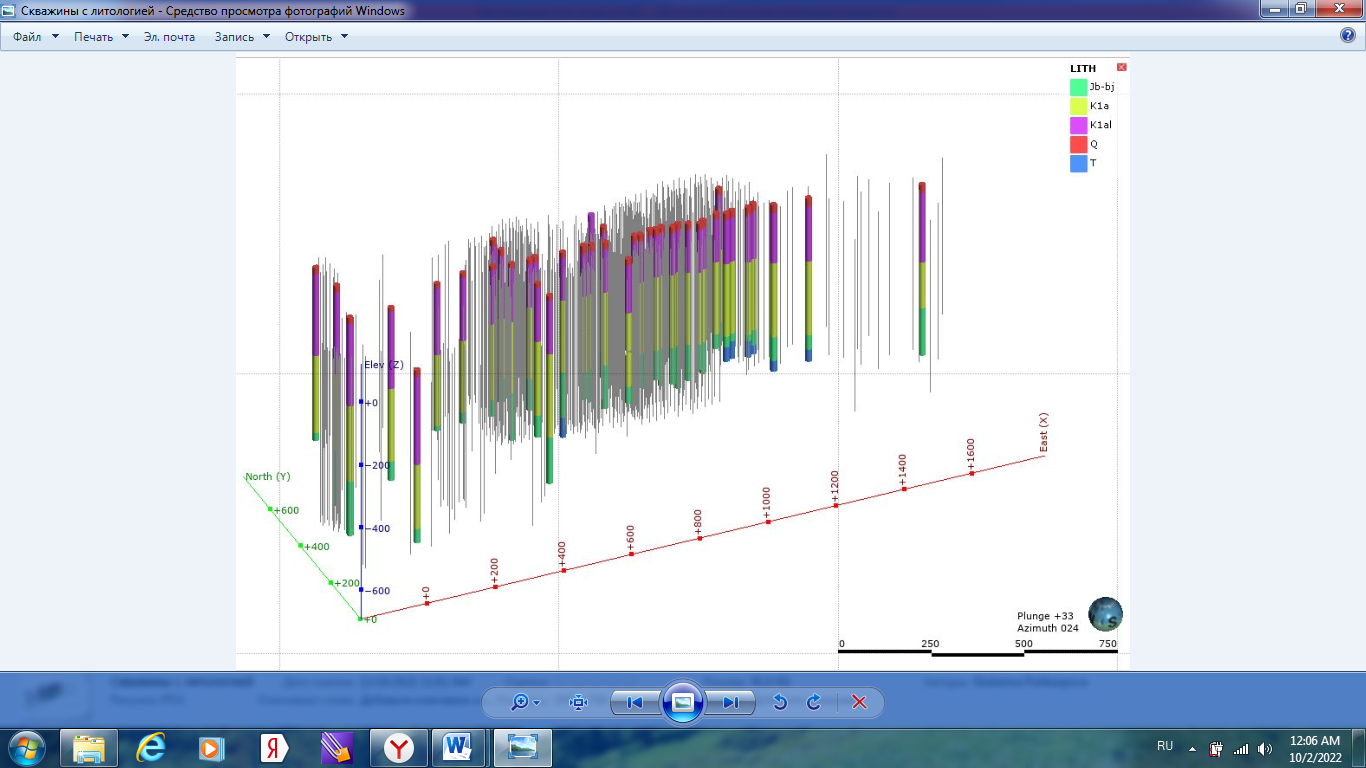 Скважины с литологией - Средство просмотра фотографий Windows
Файл Печать Эл. почта Запись Открыть
LITH
Jb-bj
K1a
K1al
Q
T
Elev (Z)
+0
-200
-400
-600
North (Y)
+600
+400
+200
+0
+0
+200
+400
+600
+800
+1000
+1200
+1400
+1600
East (X)
Plunge +33
Azimuth 024
0 250 500 750
RU
12:06 AM
10/2/2022